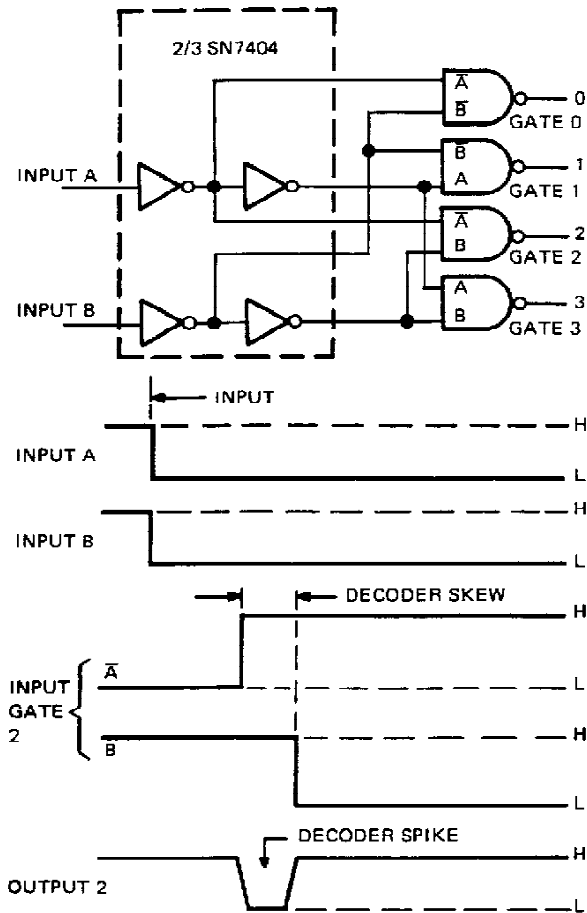 2/3 SN7404
A̅
B̅
0
GATE 0
INPUT A
B̅
A
1
GATE 1
A̅
B
2
GATE 2
INPUT B
A
B
3
GATE 3
INPUT
INPUT A
H
L
INPUT B
H
L
DECODER SKEW
H
L
INPUT
GATE
2
A̅
B
H
L
DECODER SPIKE
OUTPUT 2
H
L